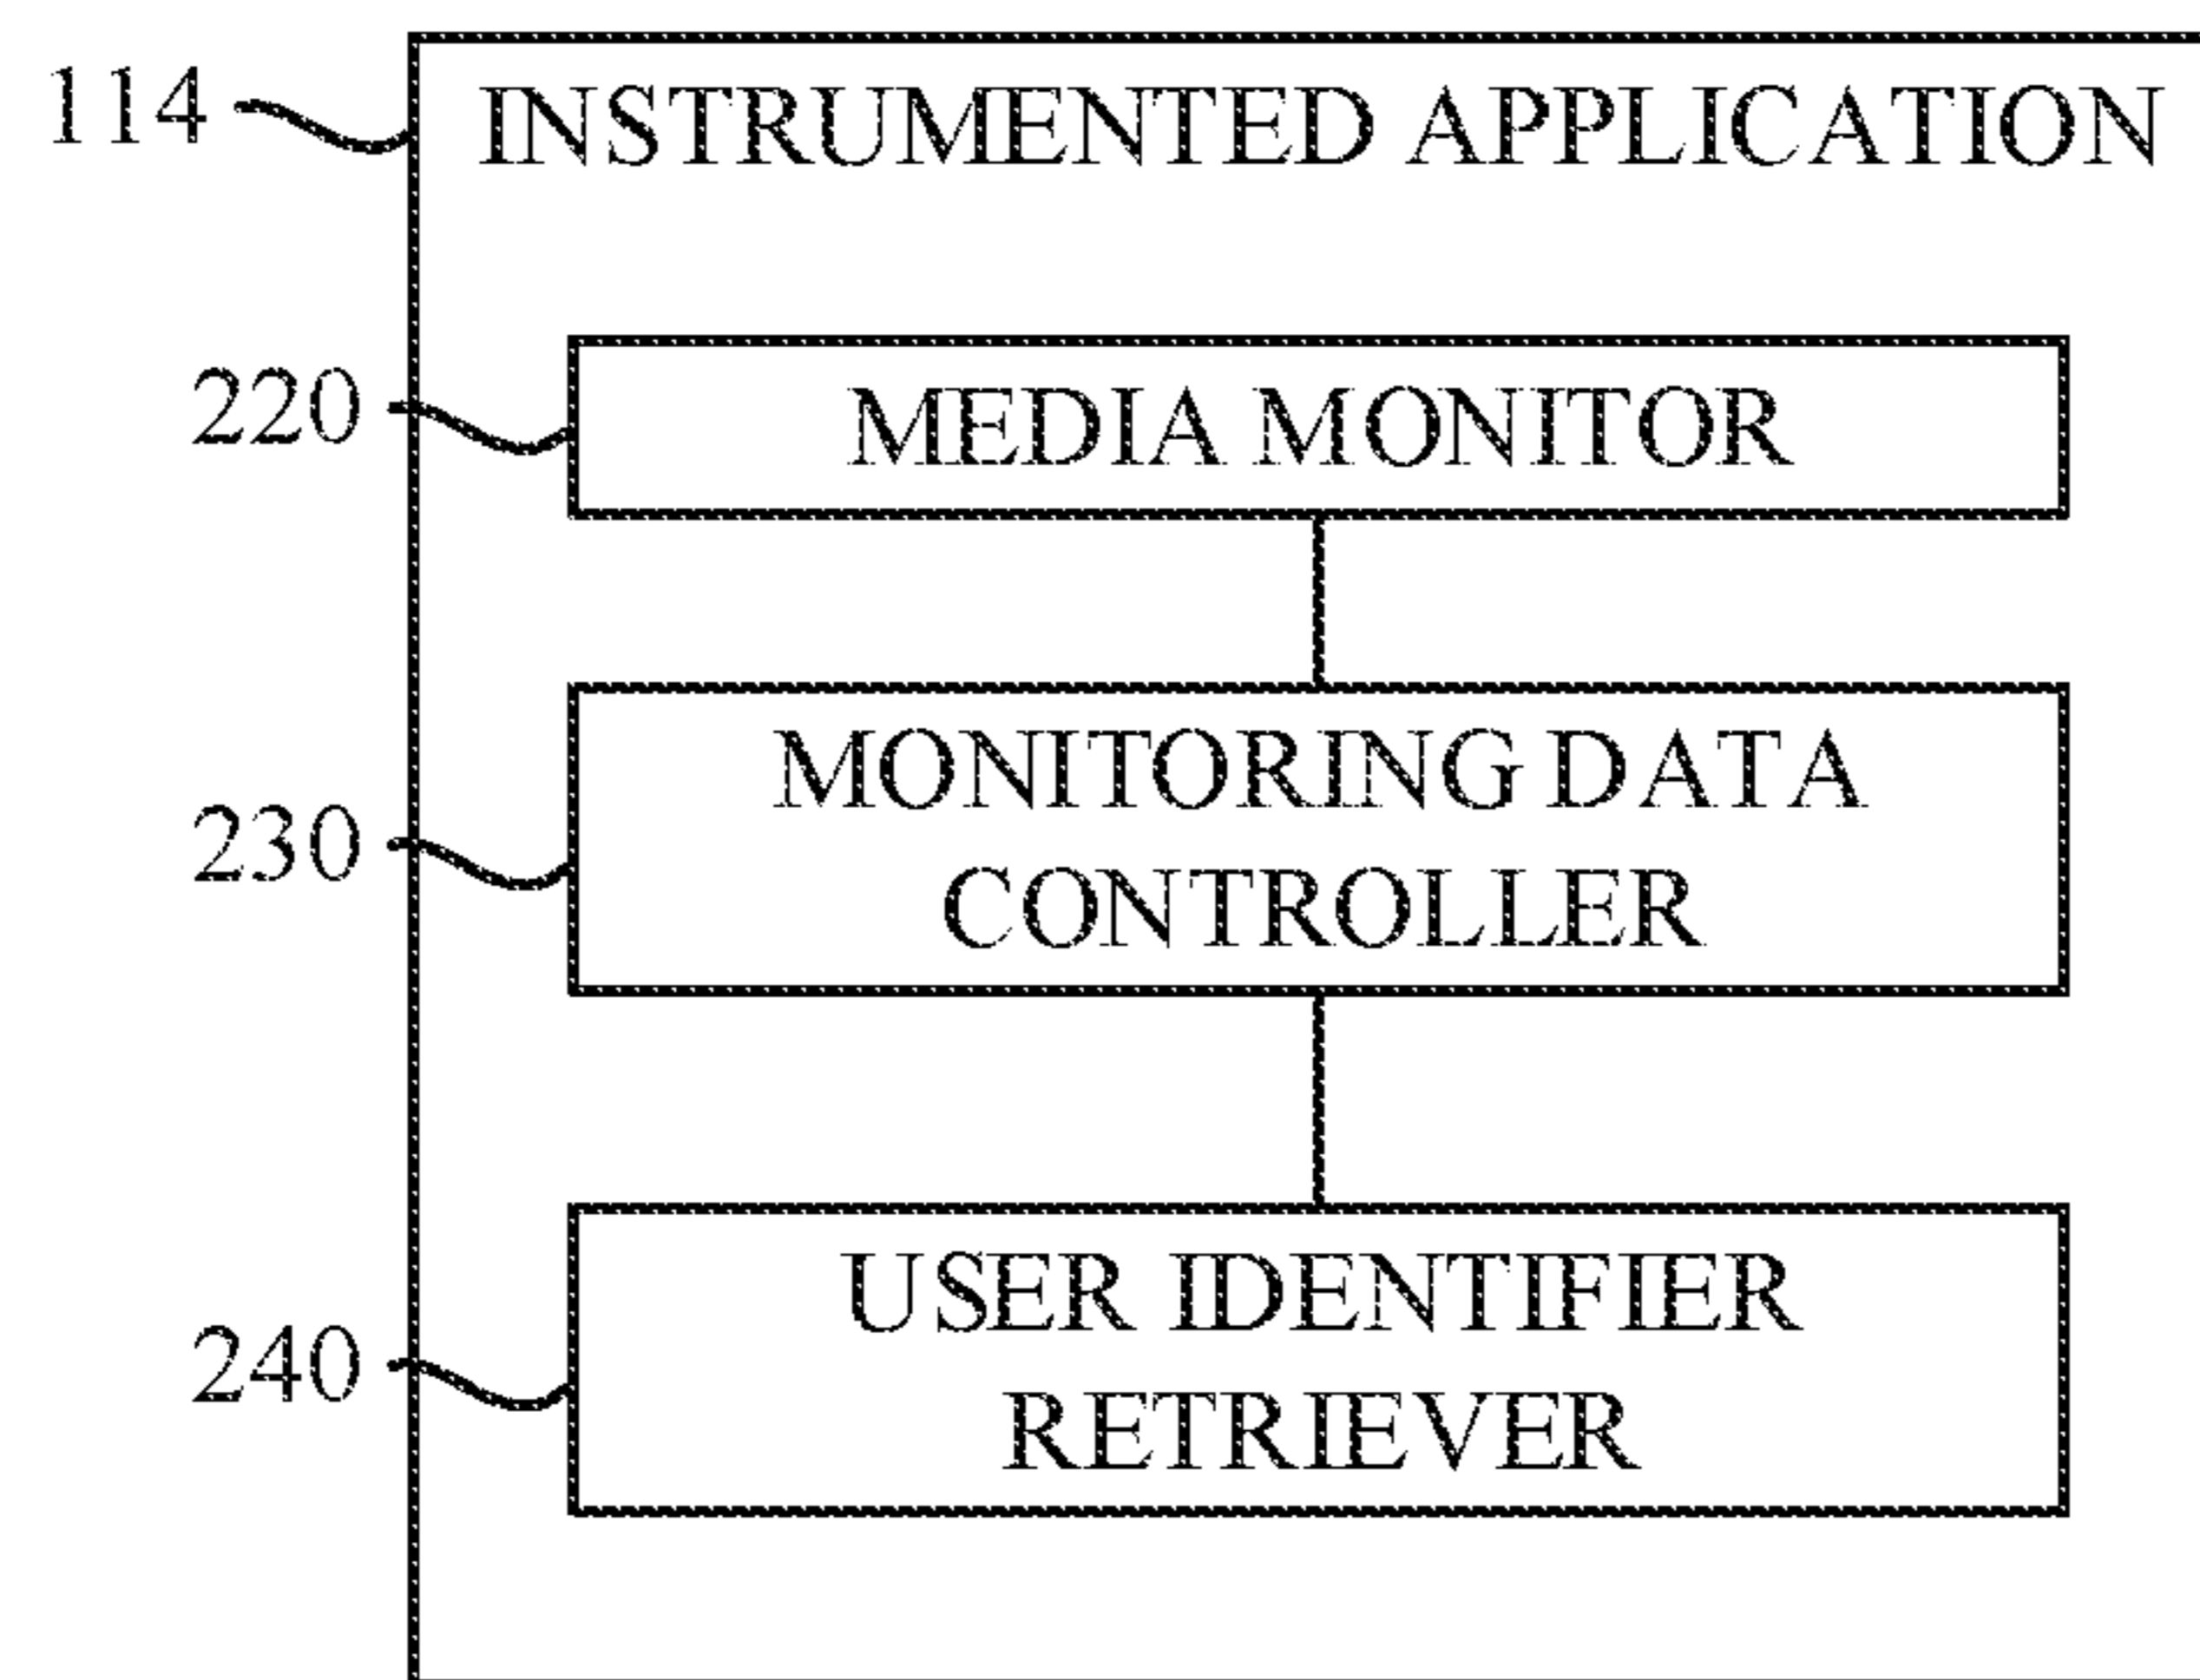 114
INSTRUMENTED APPLICATION
220
MEDIA MONITOR
230
MONITORING DATA
CONTROLLER
240
USER IDENTIFIER
RETRIEVER